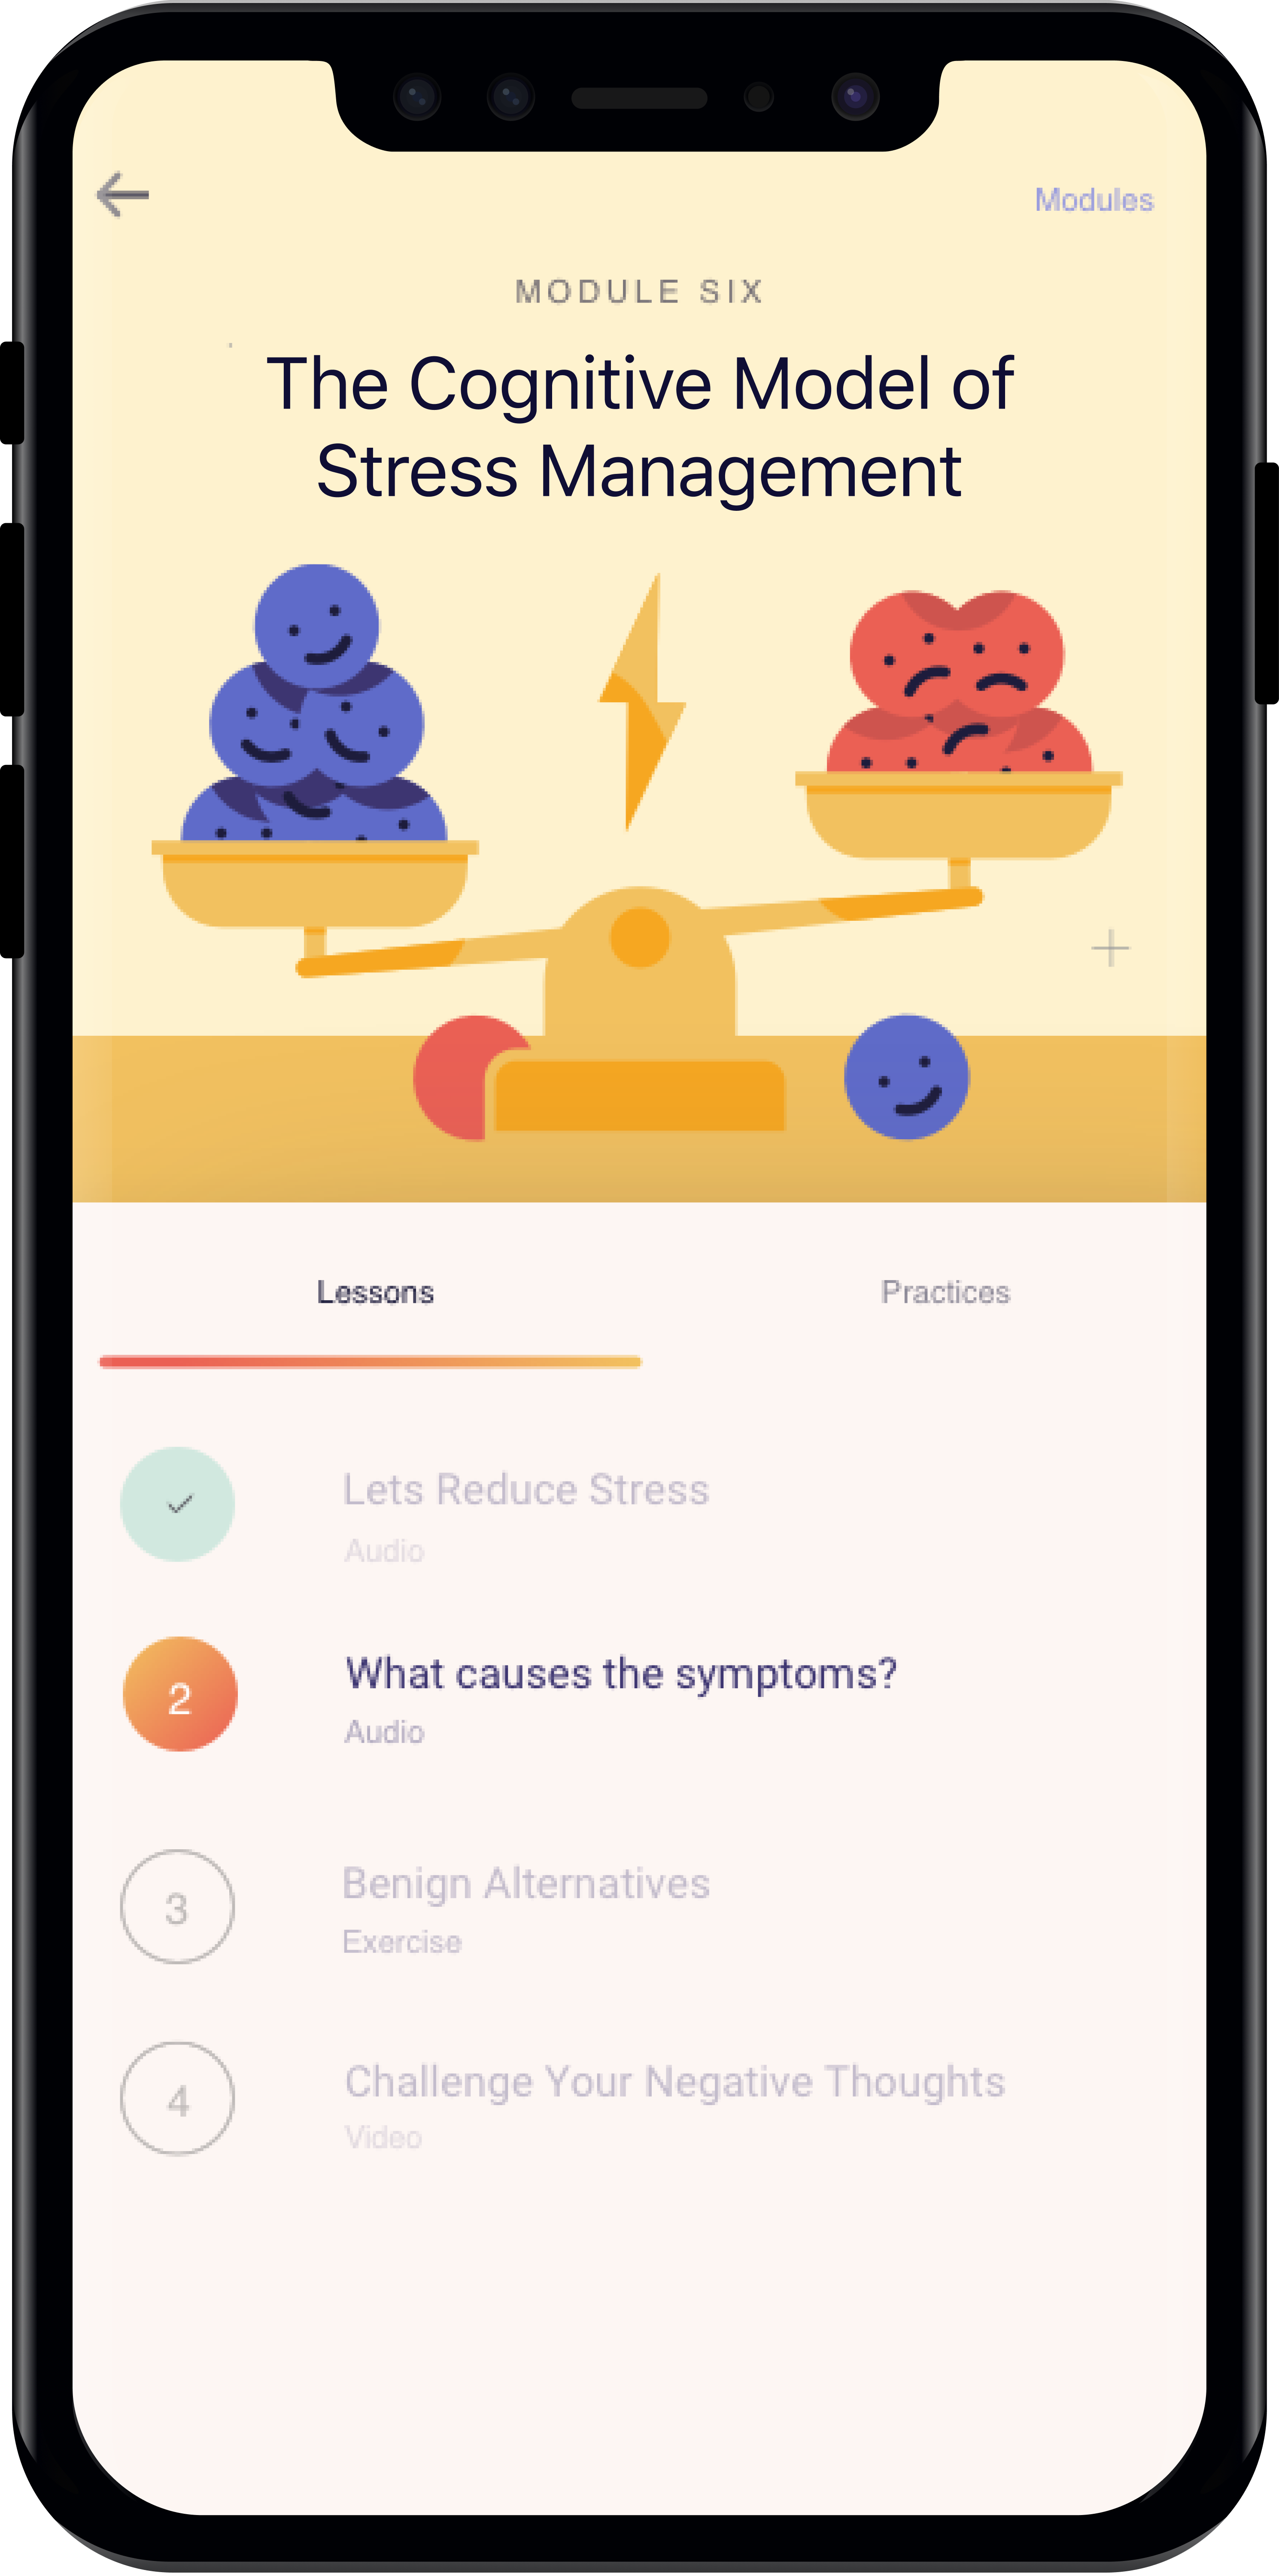 Modules
MODULE SIX
The Cognitive Model of
Stress Management
Lessons
Practices
Lets Reduce Stress
Audio
2
What causes the symptoms?
Audio
3
Benign Alternatives
Exercise
4
Challenge Your Negative Thoughts
Video